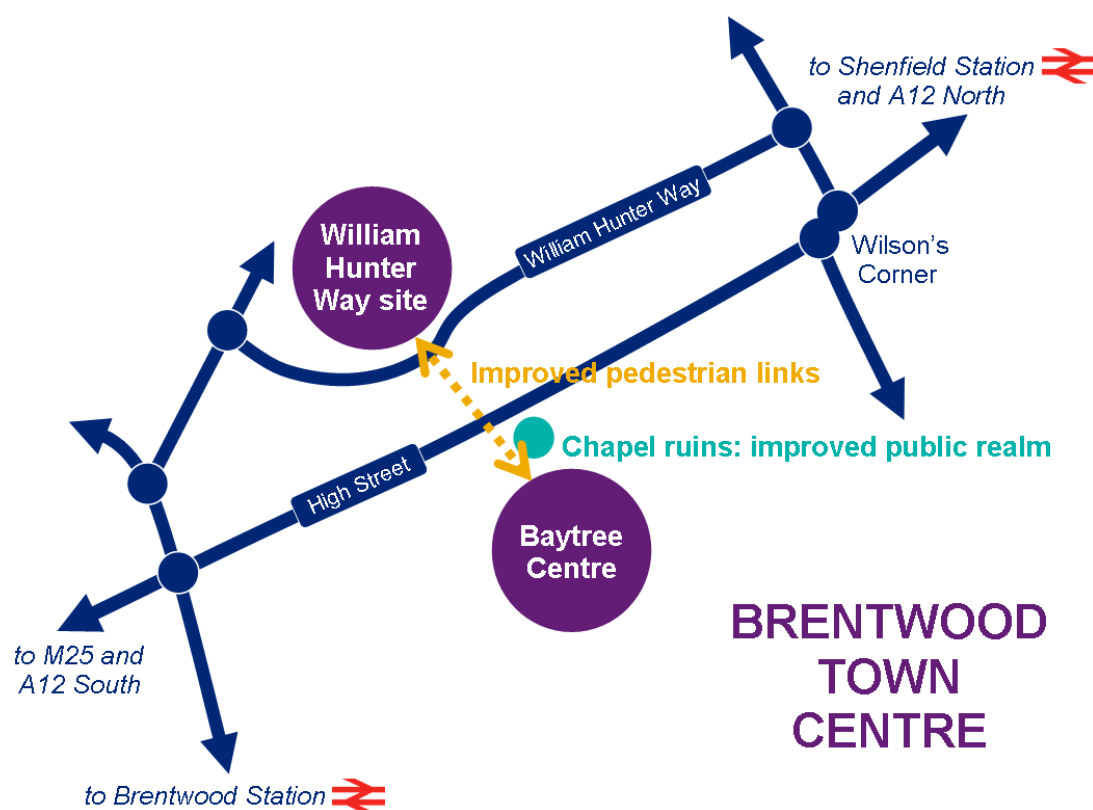 to Shenfield Station
and A12 North
William Hunter Way
William
Hunter
Way site
Wilson’s
Corner
Improved pedestrian links
Chapel ruins: improved public realm
High Street
Baytree
Centre
BRENTWOOD
TOWN
CENTRE
to M25 and
A12 South
to Brentwood Station